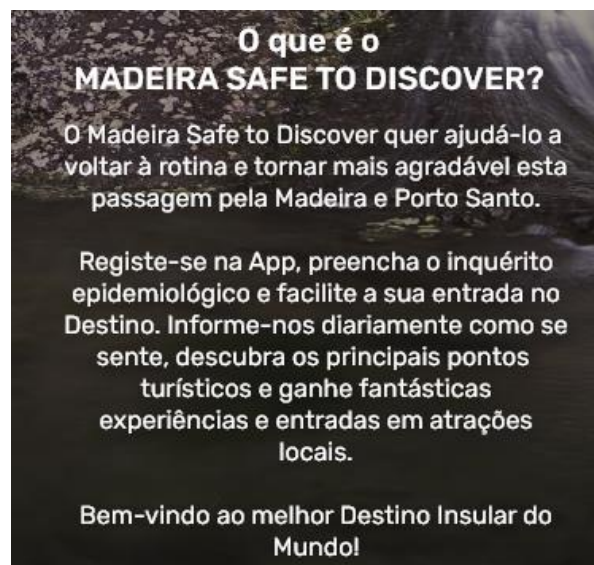 O que é o
MADEIRA SAFE TO DISCOVER?
O Madeira Safe to Discover quer ajudá-lo a
voltar à rotina e tornar mais agradável esta
passagem pela Madeira e Porto Santo.
Registe-se na App, preencha o inquérito
epidemiológico e facilite a sua entrada no
Destino. Informe-nos diariamente como se
sente, descubra os principais pontos
turísticos e ganhe fantásticas
experiências e entradas em atrações
locais.
Bem-vindo ao melhor Destino Insular do
Mundo!